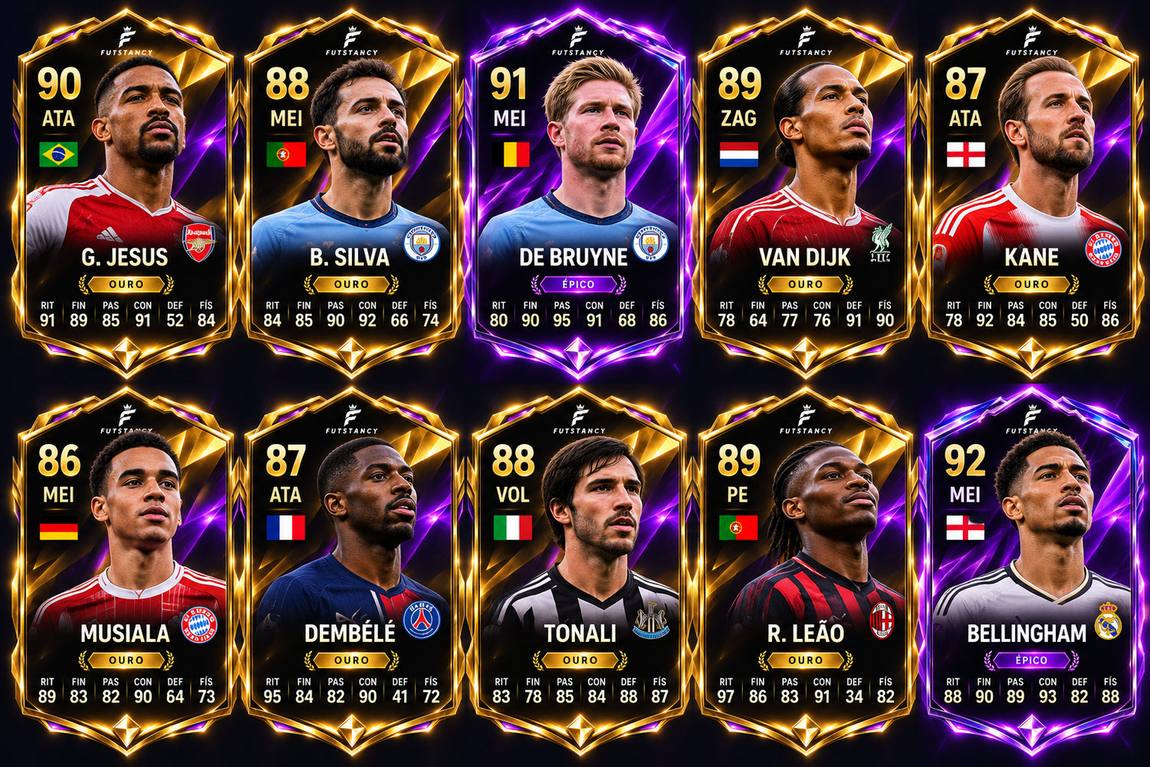 FUTSTANCY
90
ATA
G. JESUS
Arsenal
OURO
RIT FIN PAS CON DEF FÍS
91 89 85 91 52 84
FUTSTANCY
88
MEI
B. SILVA
OURO
RIT FIN PAS CON DEF FÍS
84 85 90 92 66 74
FUTSTANCY
91
MEI
DE BRUYNE
ÉPICO
RIT FIN PAS CON DEF FÍS
80 90 95 91 68 86
FUTSTANCY
89
ZAG
VAN DIJK
OURO
RIT FIN PAS CON DEF FÍS
78 64 77 76 91 90
FUTSTANCY
87
ATA
KANE
OURO
RIT FIN PAS CON DEF FÍS
78 92 84 85 50 86
FUTSTANCY
86
MEI
MUSIALA
OURO
RIT FIN PAS CON DEF FÍS
89 83 82 90 64 73
FUTSTANCY
87
ATA
DEMBÉLÉ
OURO
RIT FIN PAS CON DEF FÍS
95 84 82 90 41 72
FUTSTANCY
88
VOL
TONALI
OURO
RIT FIN PAS CON DEF FÍS
83 78 85 84 88 87
FUTSTANCY
89
PE
R. LEÃO
OURO
RIT FIN PAS CON DEF FÍS
97 86 83 91 34 82
FUTSTANCY
92
MEI
BELLINGHAM
ÉPICO
RIT FIN PAS CON DEF FÍS
88 90 89 93 82 88